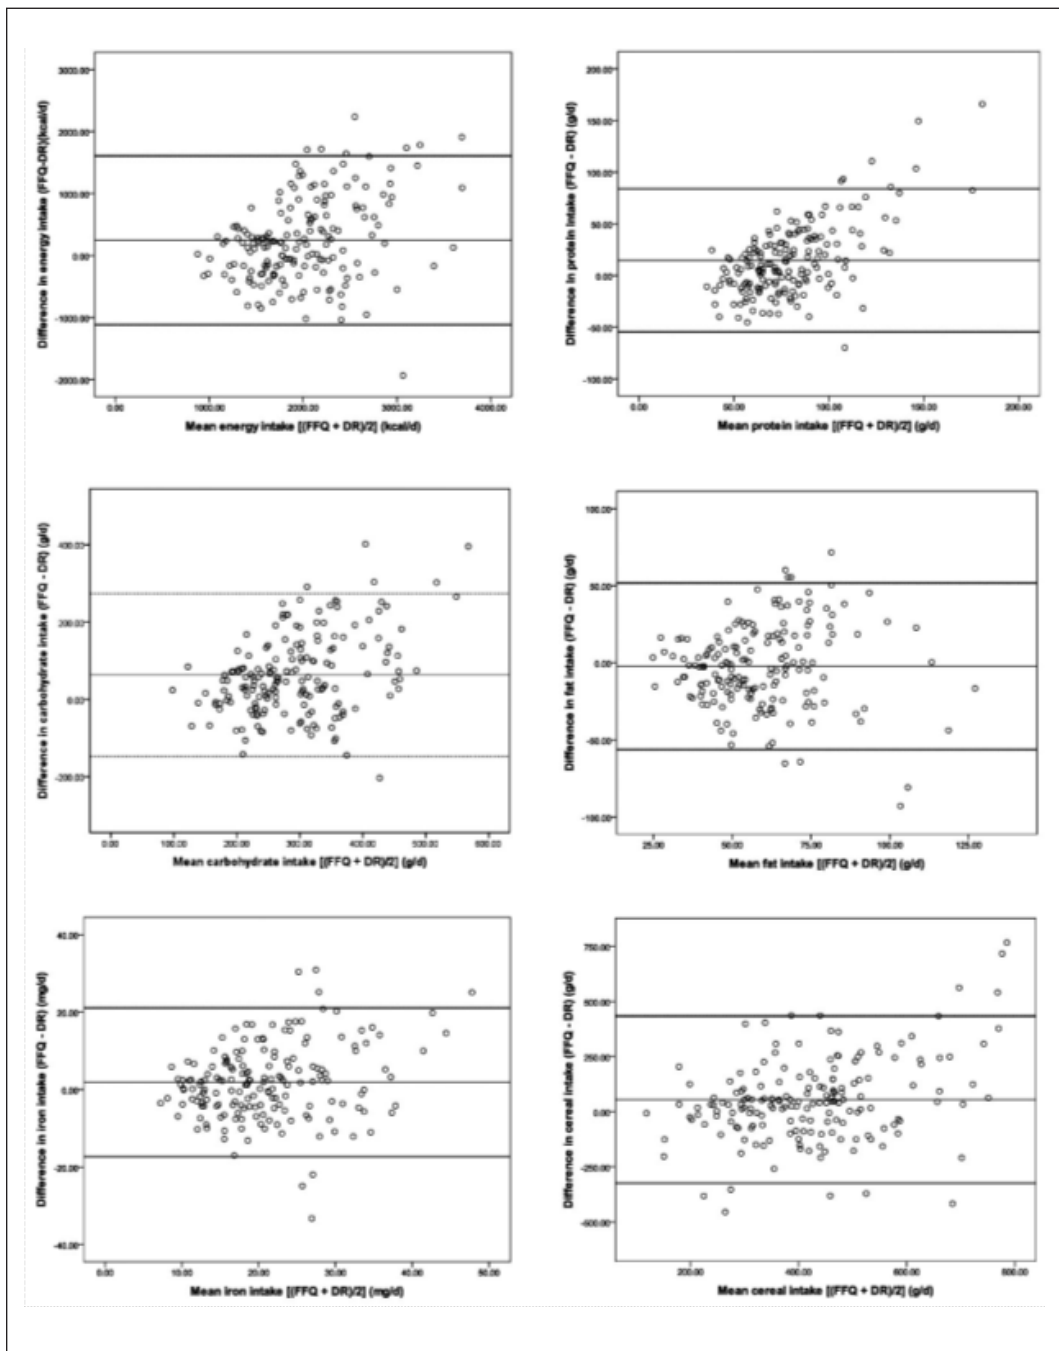 Difference in energy intake (FFQ-DR)(kcal/d)
3000.00
2000.00
1000.00
0.00
-1000.00
-2000.00
0.00 1000.00 2000.00 3000.00 4000.00
Mean energy intake [(FFQ + DR)/2] (kcal/d)
Difference in protein intake (FFQ - DR) (g/d)
200.00
150.00
100.00
50.00
0.00
-50.00
-100.00
0.00 50.00 100.00 150.00 200.00
Mean protein intake [(FFQ + DR)/2] (g/d)
Difference in carbohydrate intake (FFQ - DR) (g/d)
400.00
200.00
0.00
-200.00
0.00 100.00 200.00 300.00 400.00 500.00 600.00
Mean carbohydrate intake [(FFQ + DR)/2] (g/d)
Difference in fat intake (FFQ - DR) (g/d)
100.00
50.00
0.00
-50.00
-100.00
25.00 50.00 75.00 100.00 125.00
Mean fat intake [(FFQ + DR)/2] (g/d)
Difference in iron intake (FFQ - DR) (mg/d)
40.00
20.00
0.00
-20.00
-40.00
0.00 10.00 20.00 30.00 40.00 50.00
Mean iron intake [(FFQ + DR)/2] (mg/d)
Difference in cereal intake (FFQ - DR) (g/d)
750.00
500.00
250.00
0.00
-250.00
-500.00
200.00 400.00 600.00 800.00
Mean cereal intake [(FFQ + DR)/2] (g/d)